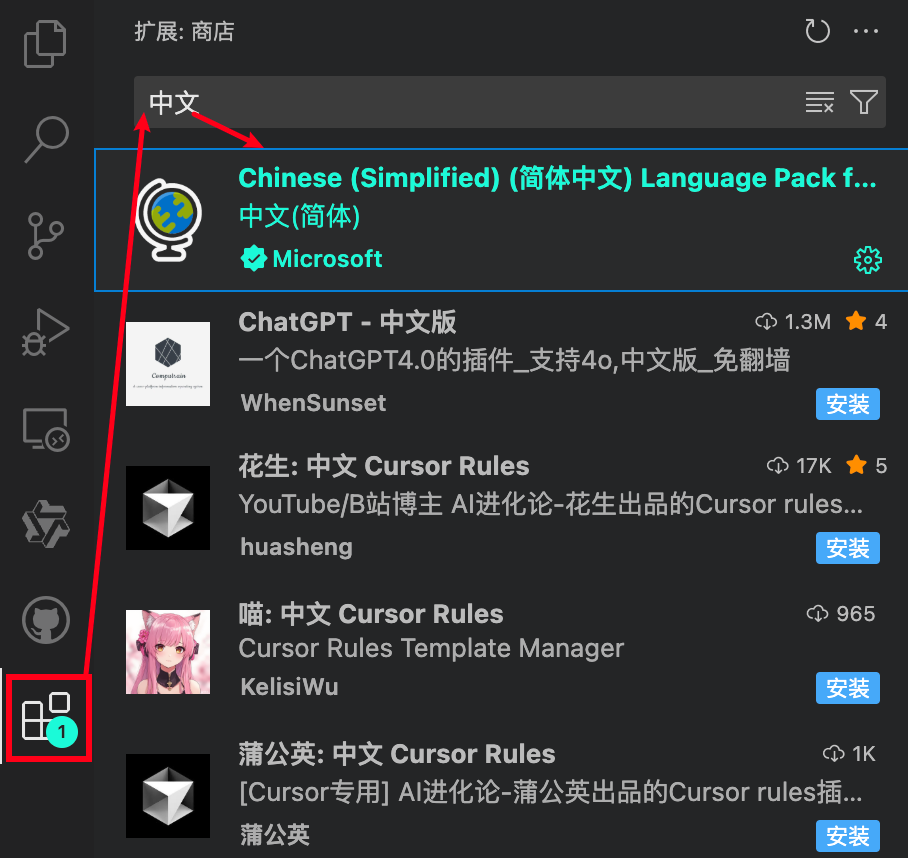 扩展: 商店
中文
Chinese (Simplified) (简体中文) Language Pack f...
中文(简体)
Microsoft
ChatGPT - 中文版
1.3M
4
一个ChatGPT4.0的插件_支持4o,中文版_免翻墙
WhenSunset
安装
Computrain
花生: 中文 Cursor Rules
17K
5
YouTube/B站博主 AI进化论-花生出品的Cursor rules...
huasheng
安装
喵: 中文 Cursor Rules
965
Cursor Rules Template Manager
KelisiWu
安装
1
蒲公英: 中文 Cursor Rules
1K
[Cursor专用] AI进化论-蒲公英出品的Cursor rules插...
蒲公英
安装